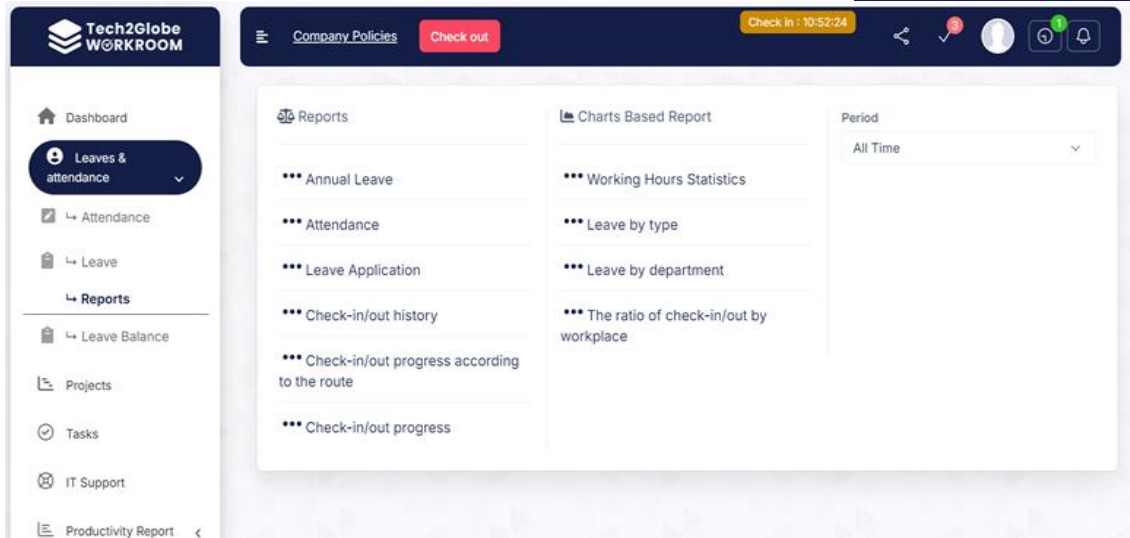 Tech2Globe
WORKROOM
Company Policies
Check out
Check in : 10:52:24
3
1
Dashboard
Leaves &
attendance
↳ Attendance
↳ Leave
↳ Reports
↳ Leave Balance
Projects
Tasks
IT Support
Productivity Report
Reports
*** Annual Leave
*** Attendance
*** Leave Application
*** Check-in/out history
*** Check-in/out progress according
to the route
*** Check-in/out progress
Charts Based Report
*** Working Hours Statistics
*** Leave by type
*** Leave by department
*** The ratio of check-in/out by
workplace
Period
All Time